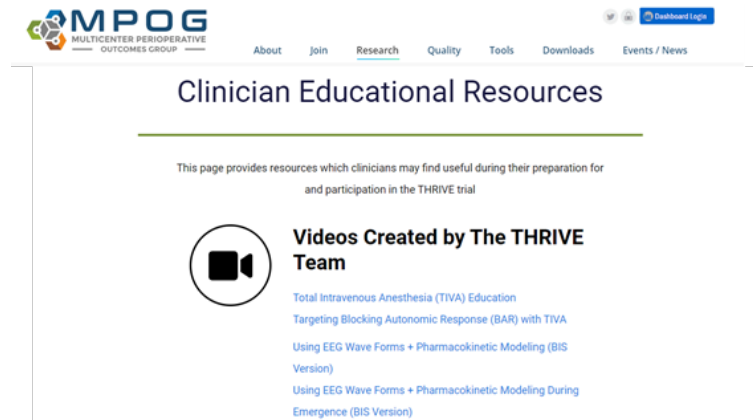 MPOG
MULTICENTER PERIOPERATIVE
OUTCOMES GROUP
Dashboard Login
About Join Research Quality Tools Downloads Events / News
Clinician Educational Resources
This page provides resources which clinicians may find useful during their preparation for
and participation in the THRIVE trial
Videos Created by The THRIVE
Team
Total Intravenous Anesthesia (TIVA) Education
Targeting Blocking Autonomic Response (BAR) with TIVA
Using EEG Wave Forms + Pharmacokinetic Modeling (BIS
Version)
Using EEG Wave Forms + Pharmacokinetic Modeling During
Emergence (BIS Version)